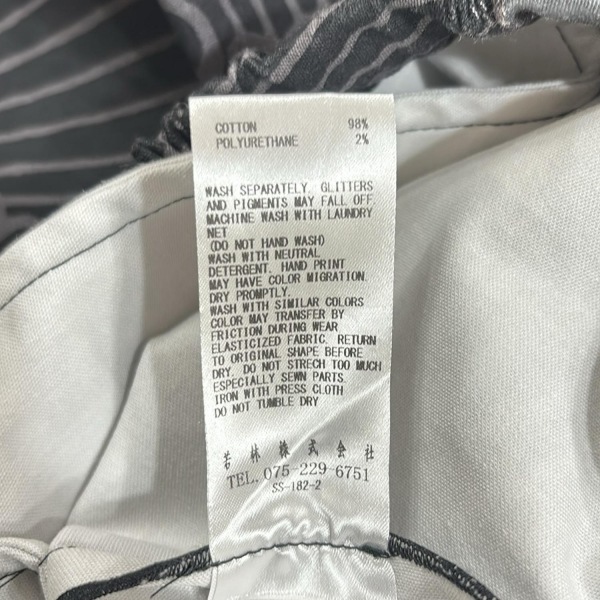 COTTON 98%
POLYURETHANE 2%
WASH SEPARATELY. GLITTERS
AND PIGMENTS MAY FALL OFF.
MACHINE WASH WITH LAUNDRY
NET
(DO NOT HAND WASH)
WASH WITH NEUTRAL
DETERGENT. HAND PRINT
MAY HAVE COLOR MIGRATION.
DRY PROMPTLY.
WASH WITH SIMILAR COLORS
COLOR MAY TRANSFER BY
FRICTION DURING WEAR
ELASTICIZED FABRIC. RETURN
TO ORIGINAL SHAPE BEFORE
DRY. DO NOT STRECH TOO MUCH
ESPECIALLY SEWN PARTS.
IRON WITH PRESS CLOTH
DO NOT TUMBLE DRY
若林株式会社
TEL.075-229-6751
SS-182-2